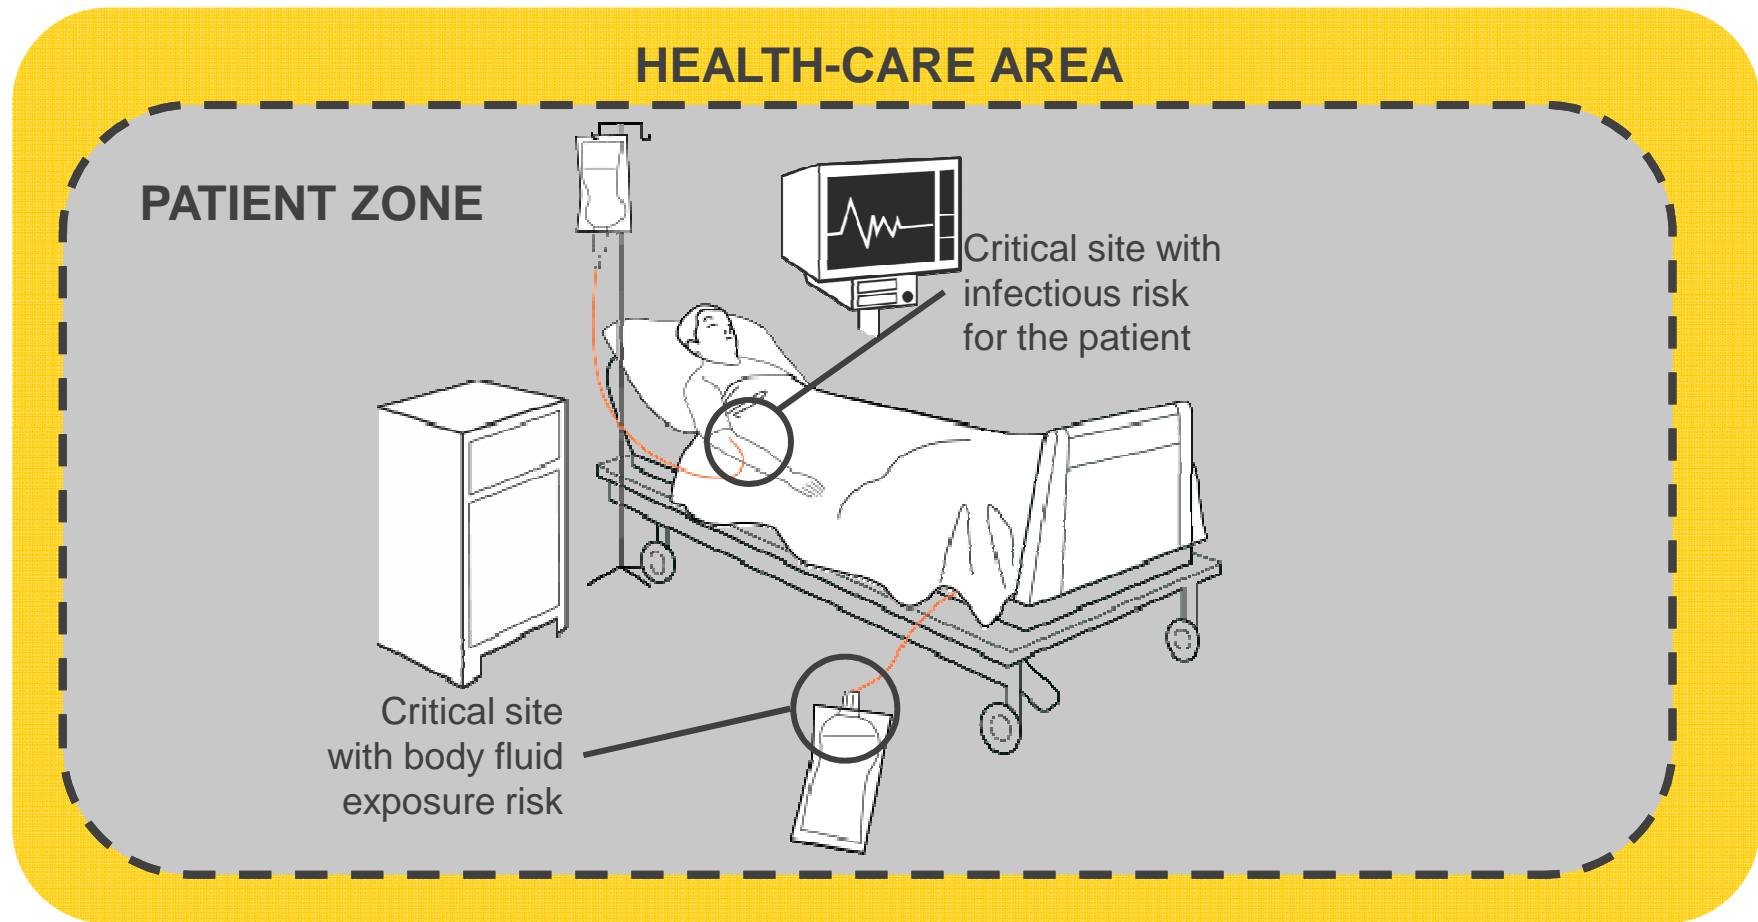 HEALTH-CARE AREA
PATIENT ZONE
Critical site with
infectious risk
for the patient
Critical site
with body fluid
exposure risk